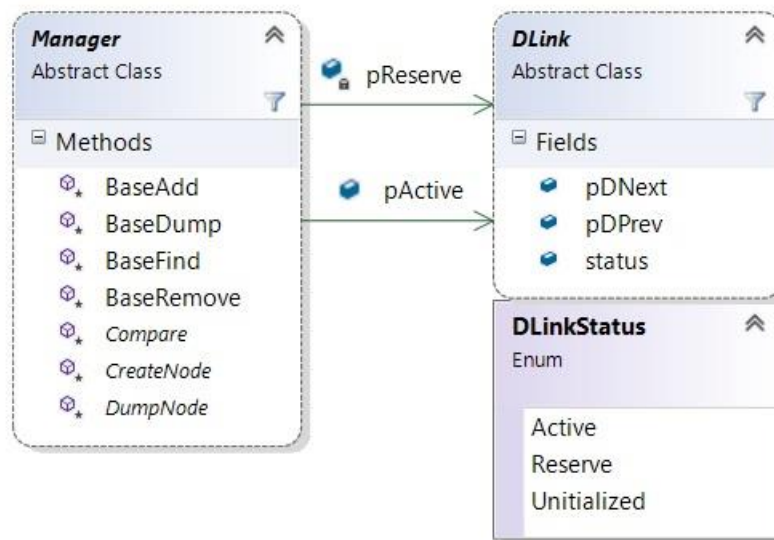 Manager
Abstract Class
Methods
BaseAdd
BaseDump
BaseFind
BaseRemove
Compare
CreateNode
DumpNode
pReserve
pActive
DLink
Abstract Class
Fields
pDNext
pDPrev
status
DLinkStatus
Enum
Active
Reserve
Unitialized